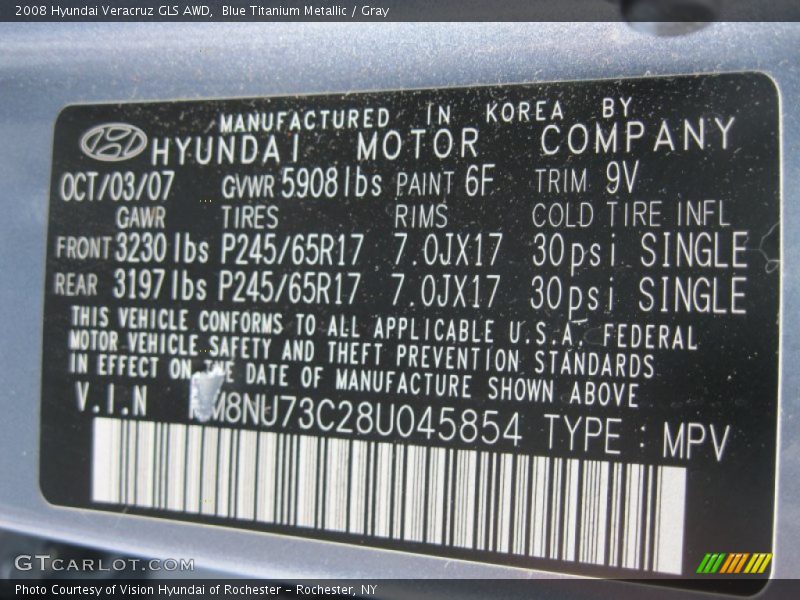 2008 Hyundai Veracruz GLS AWD, Blue Titanium Metallic / Gray
MANUFACTURED IN KOREA BY
HYUNDAI MOTOR COMPANY
OCT/03/07 GVWR 5908lbs PAINT 6F TRIM 9V
GAWR TIRES RIMS COLD TIRE INFL
FRONT 3230 lbs P245/65R17 7.0JX17 30psi SINGLE
REAR 3197 lbs P245/65R17 7.0JX17 30psi SINGLE
THIS VEHICLE CONFORMS TO ALL APPLICABLE U.S.A. FEDERAL
MOTOR VEHICLE SAFETY AND THEFT PREVENTION STANDARDS
IN EFFECT ON THE DATE OF MANUFACTURE SHOWN ABOVE
V.I.N M8NU73C28U045854 TYPE : MPV
GTCARLOT.COM
Photo Courtesy of Vision Hyundai of Rochester – Rochester, NY